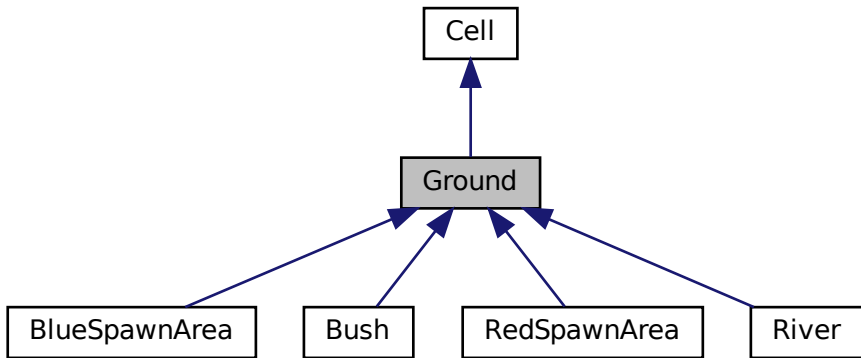 Cell
Ground
BlueSpawnArea
Bush
RedSpawnArea
River